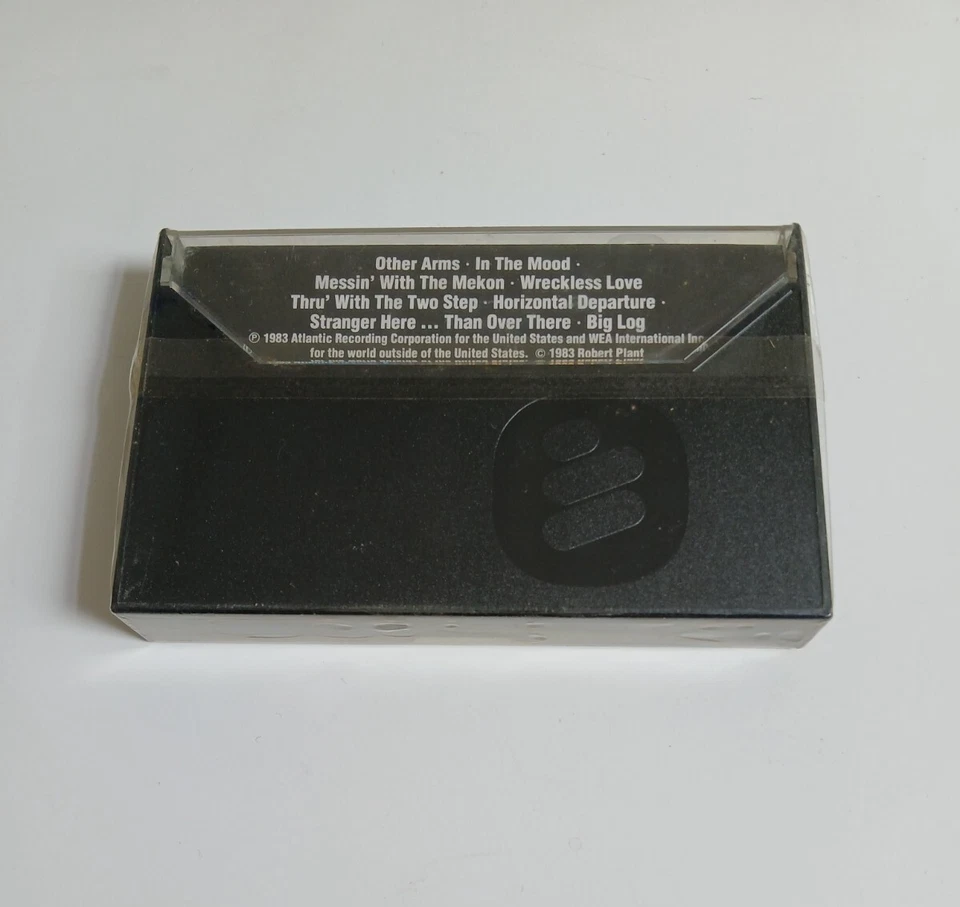 Other Arms · In The Mood ·
Messin' With The Mekon · Wreckless Love
Thru' With The Two Step · Horizontal Departure ·
Stranger Here ... Than Over There · Big Log
℗ 1983 Atlantic Recording Corporation for the United States and WEA International Inc.
for the world outside of the United States. © 1983 Robert Plant